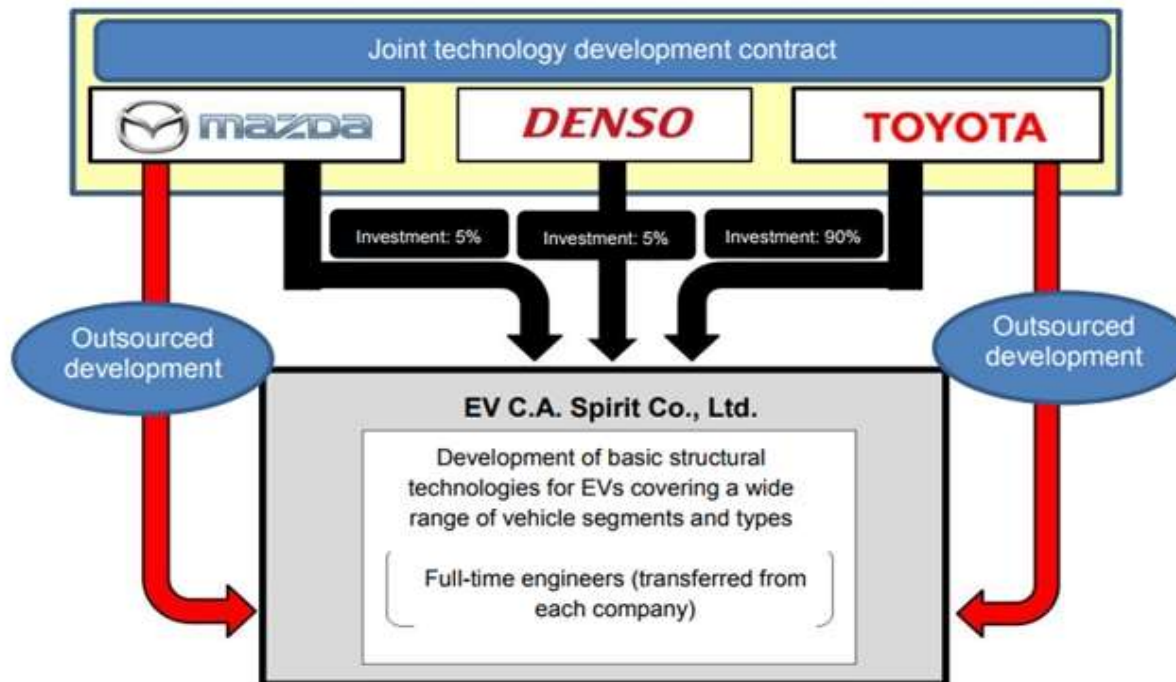 Joint technology development contract
mazda
DENSO
TOYOTA
Investment: 5%
Investment: 5%
Investment: 90%
Outsourced
development
Outsourced
development
EV C.A. Spirit Co., Ltd.
Development of basic structural
technologies for EVs covering a wide
range of vehicle segments and types
Full-time engineers (transferred from
each company)